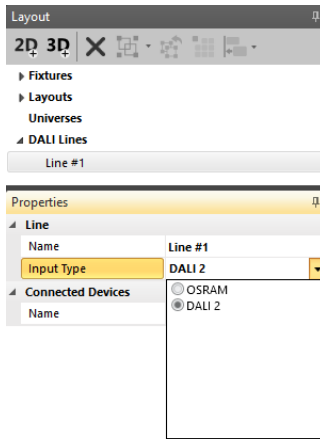 Layout
2D 3D
Fixtures
Layouts
Universes
DALI Lines
Line #1
Properties
Line
Name Line #1
Input Type DALI 2
Connected Devices
OSRAM
Name
DALI 2